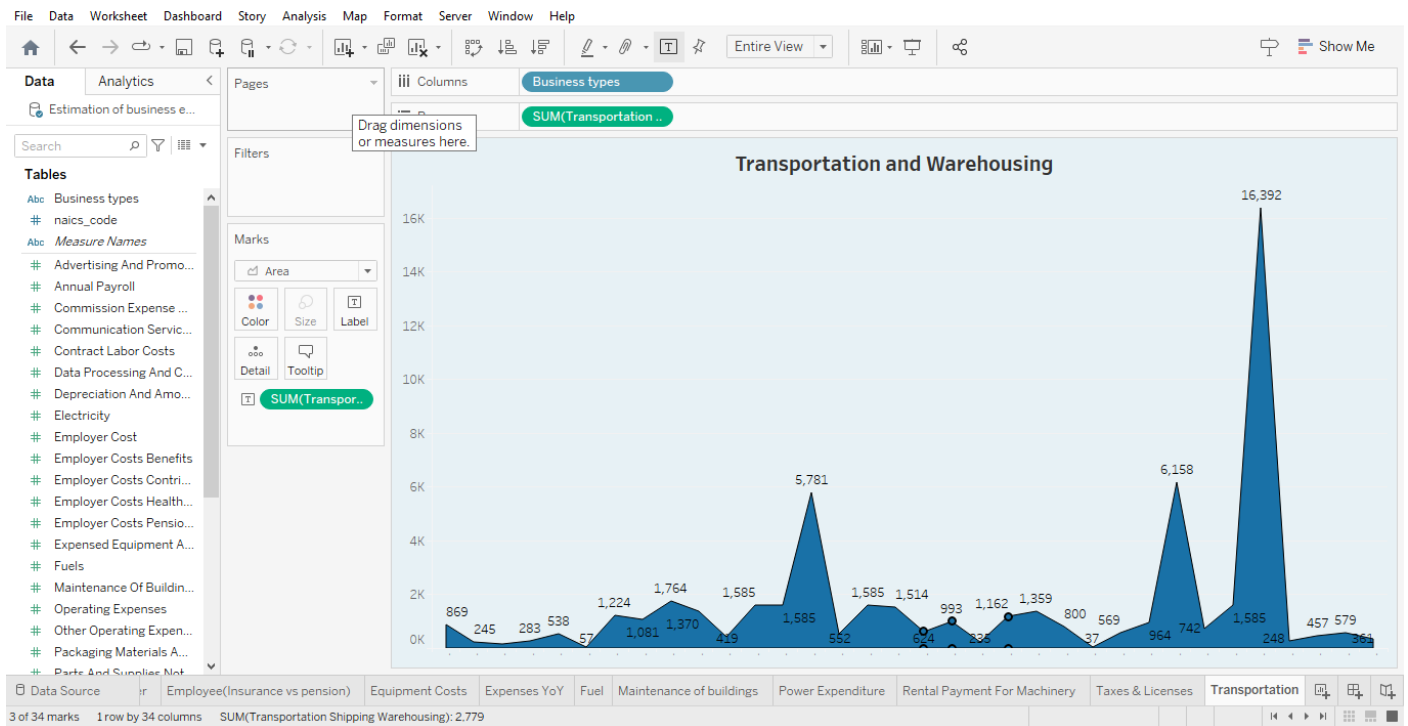 File Data Worksheet Dashboard Story Analysis Map Format Server Window Help
Entire View
Show Me
Data Analytics
Pages
Columns
Business types
Estimation of business e...
SUM(Transportation ..
Drag dimensions
or measures here.
Search
Filters
Transportation and Warehousing
Tables
Abc Business types
# naics_code
Abc Measure Names
# Advertising And Promo...
# Annual Payroll
# Commission Expense ...
# Communication Servic...
# Contract Labor Costs
# Data Processing And C...
# Depreciation And Amo...
# Electricity
# Employer Cost
# Employer Costs Benefits
# Employer Costs Contri...
# Employer Costs Health...
# Employer Costs Pensio...
# Expensed Equipment A...
# Fuels
# Maintenance Of Buildin...
# Operating Expenses
# Other Operating Expen...
# Packaging Materials A...
# Parts And Supplies Not
Marks
Area
Color Size Label
Detail Tooltip
SUM(Transpor..
16K
14K
12K
10K
8K
6K
4K
2K
0K
16,392
6,158
5,781
869 245 283 538 57 1,224 1,081 1,764 1,370 419 1,585 1,585 552 1,585 1,514 624 993 235 1,162 1,359 800 37 569 964 742 1,585 248 457 579 361
Data Source
Employee(Insurance vs pension) Equipment Costs Expenses YoY Fuel Maintenance of buildings Power Expenditure Rental Payment For Machinery Taxes & Licenses Transportation
3 of 34 marks 1 row by 34 columns SUM(Transportation Shipping Warehousing): 2,779